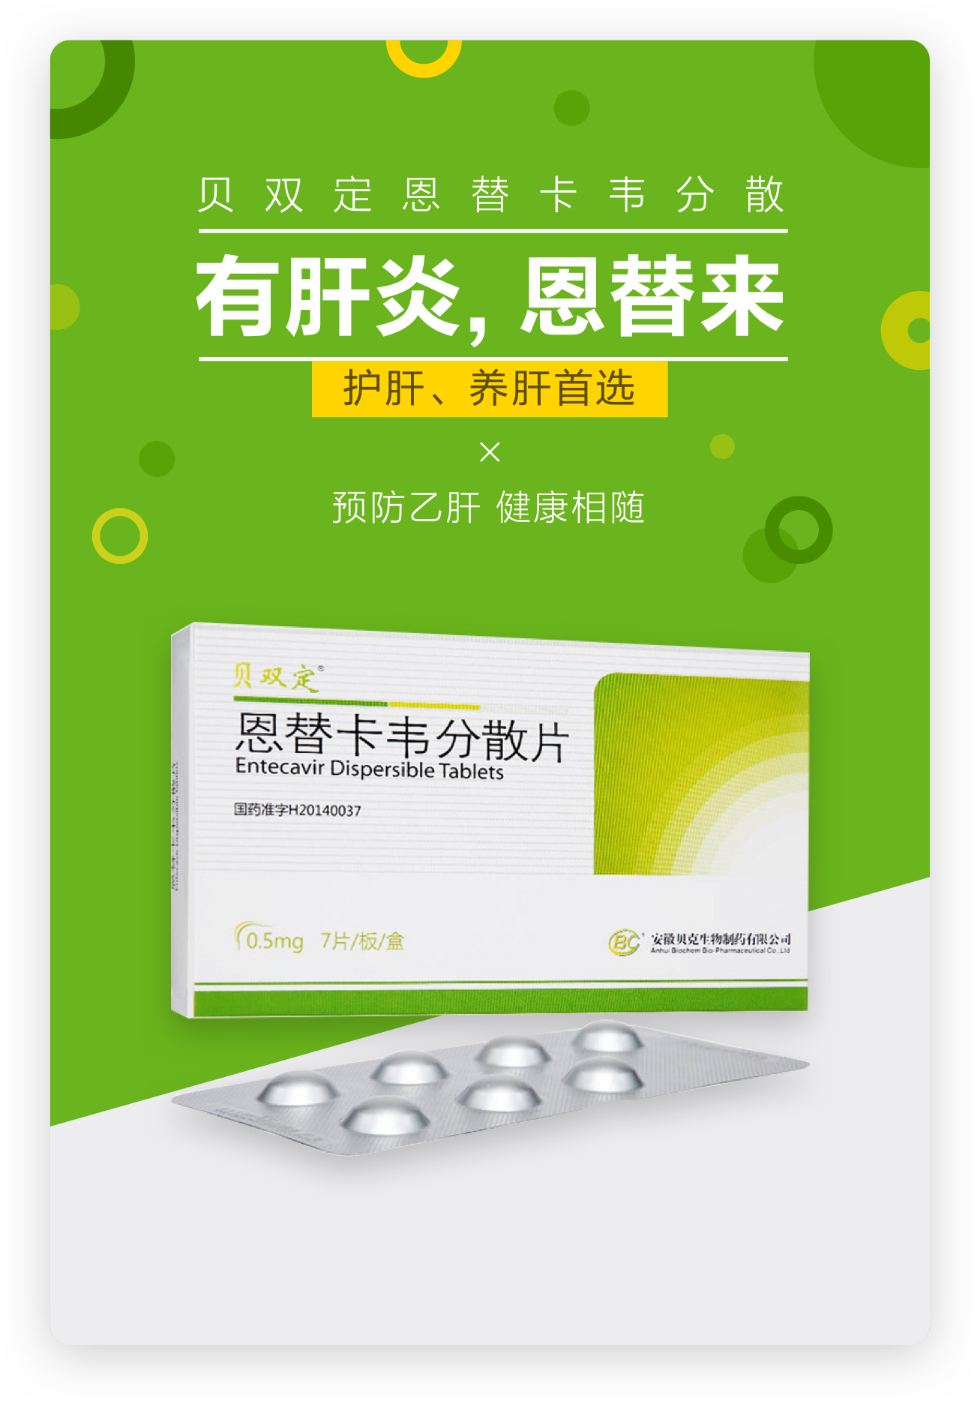 贝双定恩替卡韦分散
有肝炎,恩替来
护肝、养肝首选
×
预防乙肝 健康相随
贝双定®
恩替卡韦分散片
Entecavir Dispersible Tablets
国药准字H20140037
0.5mg 7片/板/盒
BC
安徽贝克生物制药有限公司
Anhui Biochem Bio-Pharmaceutical Co.,Ltd